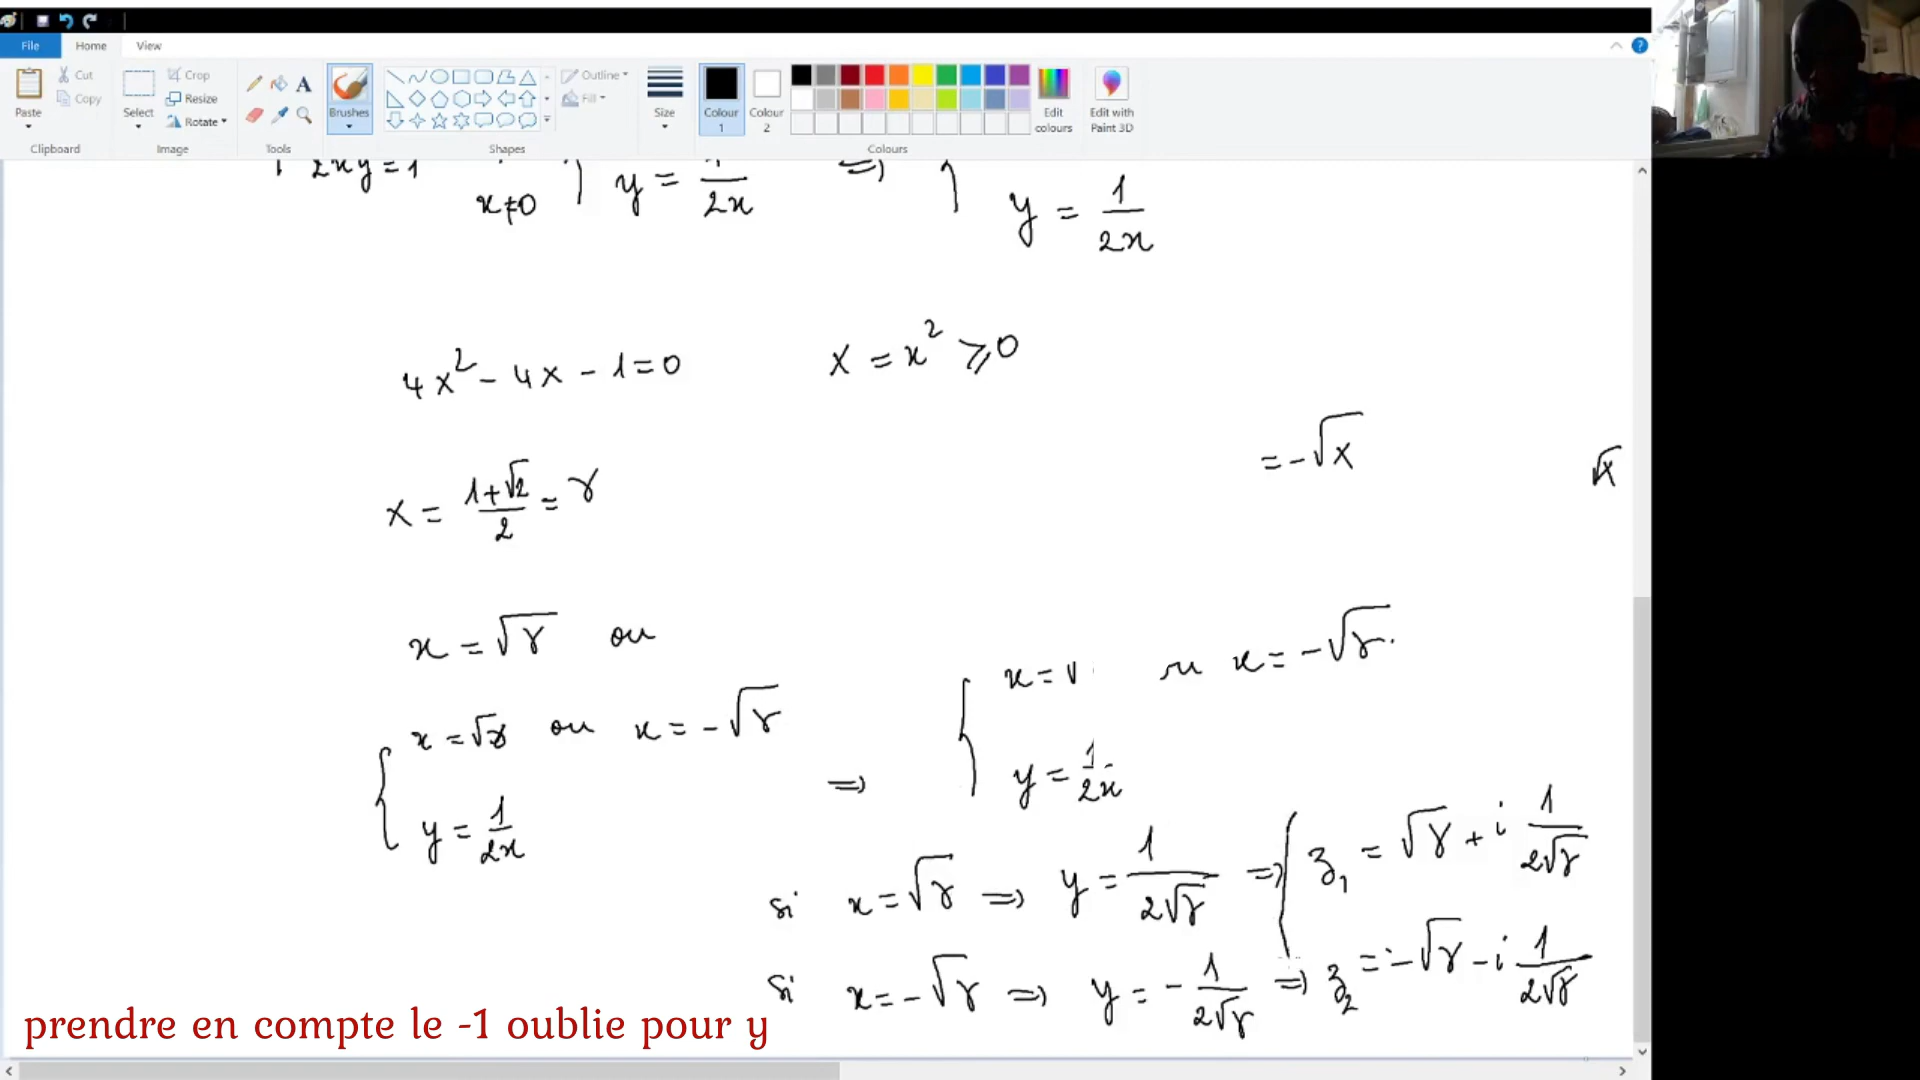 File Home View
Paste Cut Copy Clipboard
Select Crop Resize Rotate Image
Tools
Brushes
Shapes
Outline Fill
Size
Colour 1
Colour 2
Colours
Edit colours
Edit with Paint 3D
2xy = 1 x≠0 { y = 1/2x => { y = 1/2x
4X² - 4X - 1 = 0 X = x² ⩾ 0
= -√X √X
X = (1+√2)/2 = γ
x = √γ ou
x = √ ou x = -√γ.
{ x = √γ ou x = -√γ
y = 1/2x => { y = 1/2x
si x = √γ => y = 1/2√γ => { z₁ = √γ + i 1/2√γ
si x = -√γ => y = - 1/2√γ => z₂ = -√γ - i 1/2√γ
prendre en compte le -1 oublie pour y